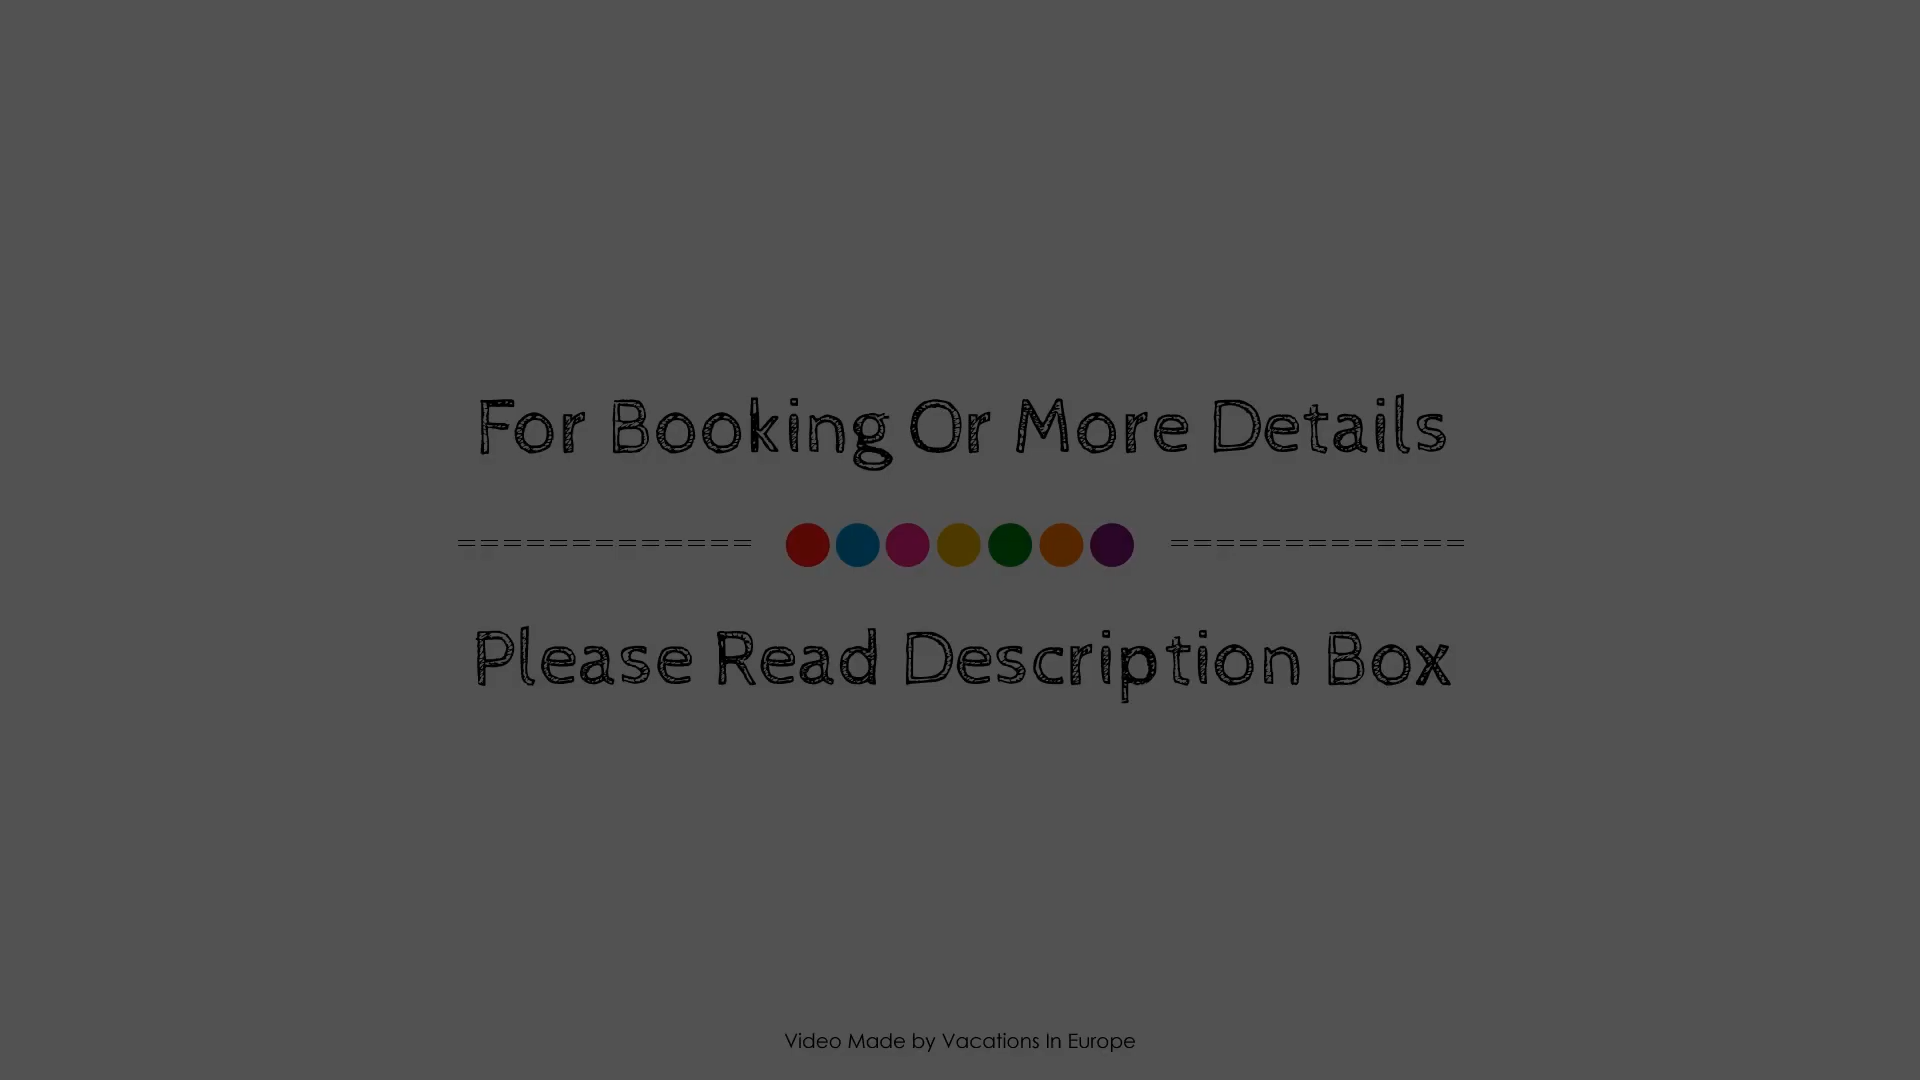 For Booking Or More Details
============= =============
Please Read Description Box
Video Made by Vacations In Europe